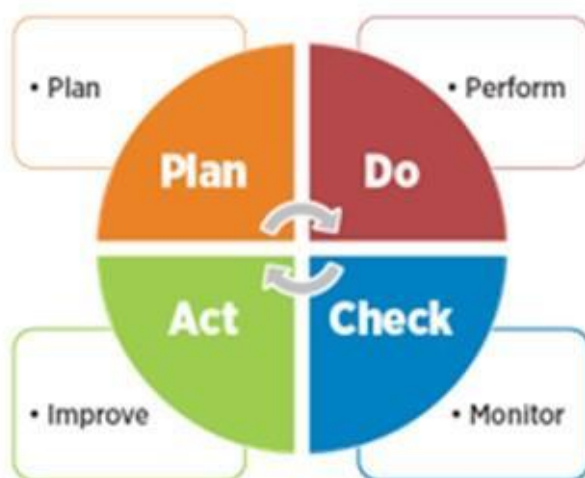 • Plan
• Perform
Plan
Do
Act
Check
• Improve
• Monitor